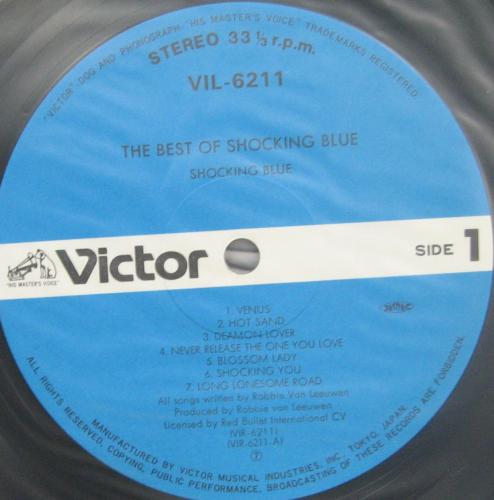 "VICTOR" DOG AND PHONOGRAPH "HIS MASTER'S VOICE" TRADEMARKS REGISTERED
STEREO 33 1/3 r.p.m.
VIL-6211
THE BEST OF SHOCKING BLUE
SHOCKING BLUE
Victor
SIDE 1
"HIS MASTER'S VOICE"
1. VENUS
2. HOT SAND
3. DEAMON LOVER
4. NEVER RELEASE THE ONE YOU LOVE
5. BLOSSOM LADY
6. SHOCKING YOU
7. LONG LONESOME ROAD
All songs written by Robbie Van Leeuwen
Produced by Robbie van Leeuwen
Licensed by Red Bullet International CV
(VIR-6211)
(VIR-6211-A)
MANUFACTURED BY VICTOR MUSICAL INDUSTRIES, INC., TOKYO, JAPAN.
ALL RIGHTS RESERVED, COPYING, PUBLIC PERFORMANCE, BROADCASTING OF THESE RECORDS ARE FORBIDDEN.